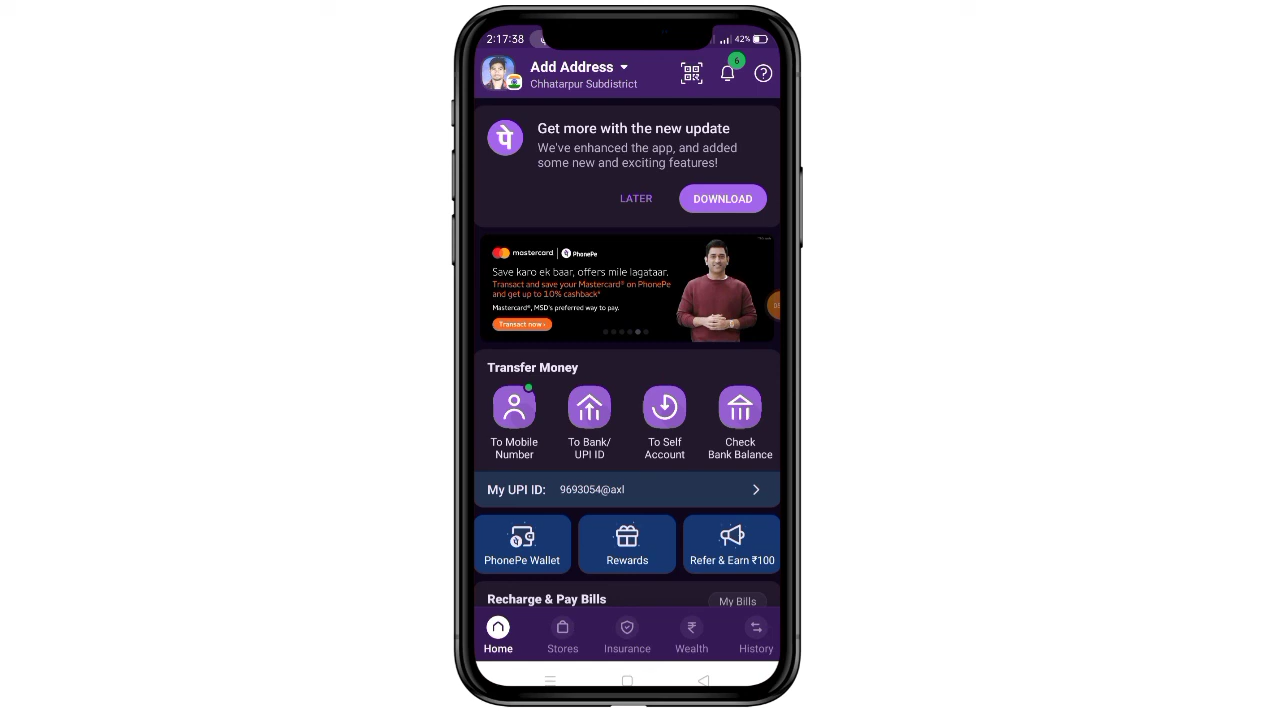 2:17:38
42%
Add Address
Chhatarpur Subdistrict
6
पे
Get more with the new update
We've enhanced the app, and added
some new and exciting features!
LATER
DOWNLOAD
mastercard | PhonePe
Save karo ek baar, offers mile lagataar.
Transact and save your Mastercard® on PhonePe
and get up to 10% cashback*
Mastercard®, MSD's preferred way to pay.
Transact now ›
Transfer Money
To Mobile
Number
To Bank/
UPI ID
To Self
Account
Check
Bank Balance
My UPI ID: 9693054@axl
PhonePe Wallet
Rewards
Refer & Earn ₹100
Recharge & Pay Bills
My Bills
Home
Stores
Insurance
Wealth
History